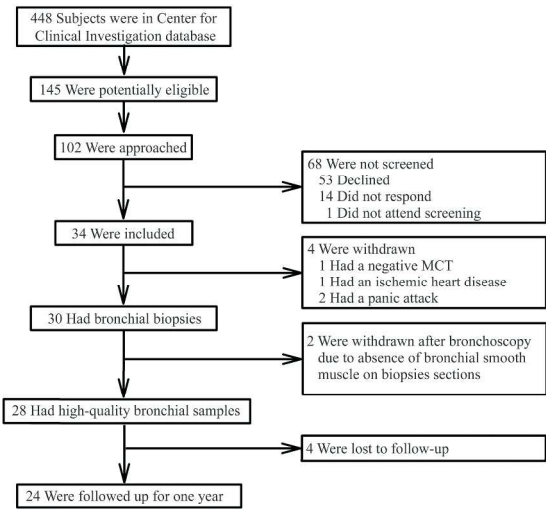 448 Subjects were in Center for
Clinical Investigation database
145 Were potentially eligible
102 Were approached
68 Were not screened
53 Declined
14 Did not respond
1 Did not attend screening
34 Were included
4 Were withdrawn
1 Had a negative MCT
1 Had an ischemic heart disease
2 Had a panic attack
30 Had bronchial biopsies
2 Were withdrawn after bronchoscopy
due to absence of bronchial smooth
muscle on biopsies sections
28 Had high-quality bronchial samples
4 Were lost to follow-up
24 Were followed up for one year